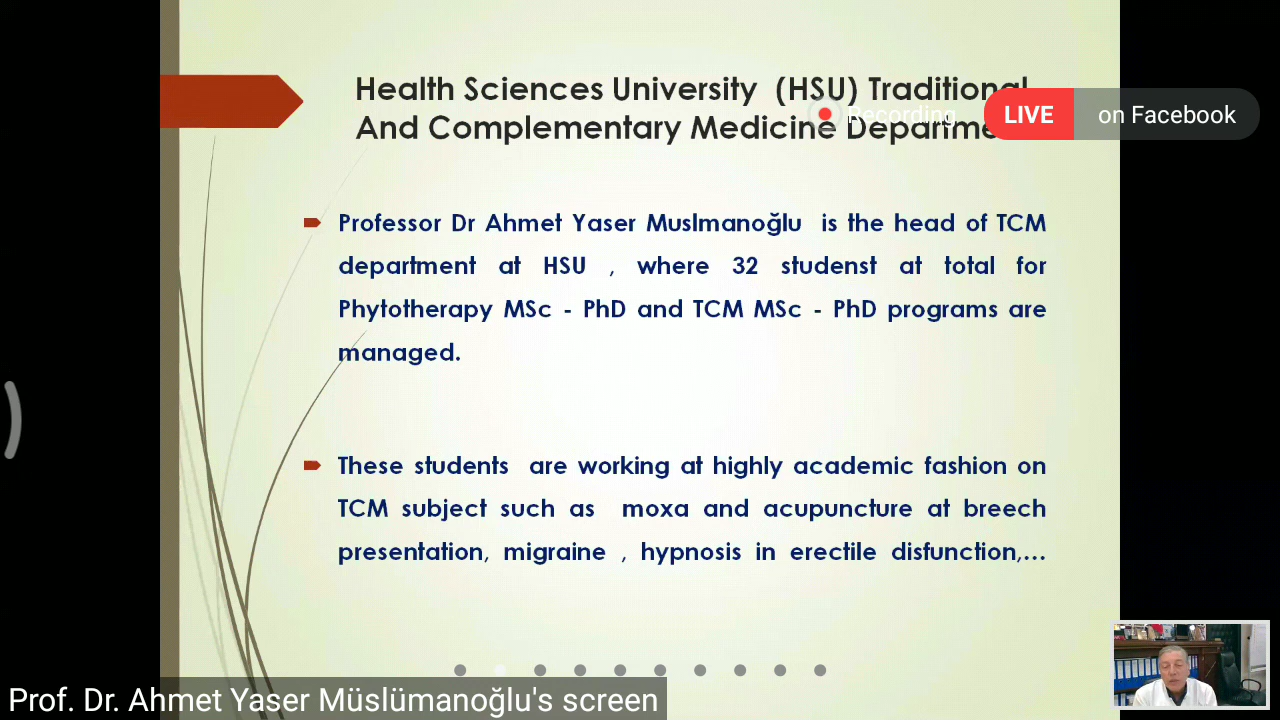 Health Sciences University (HSU) Traditional
And Complementary Medicine Departme
Recording
LIVE on Facebook
Professor Dr Ahmet Yaser Muslmanoğlu is the head of TCM
department at HSU , where 32 studenst at total for
Phytotherapy MSc - PhD and TCM MSc - PhD programs are
managed.
These students are working at highly academic fashion on
TCM subject such as moxa and acupuncture at breech
presentation, migraine , hypnosis in erectile disfunction,...
Prof. Dr. Ahmet Yaser Müslümanoğlu's screen